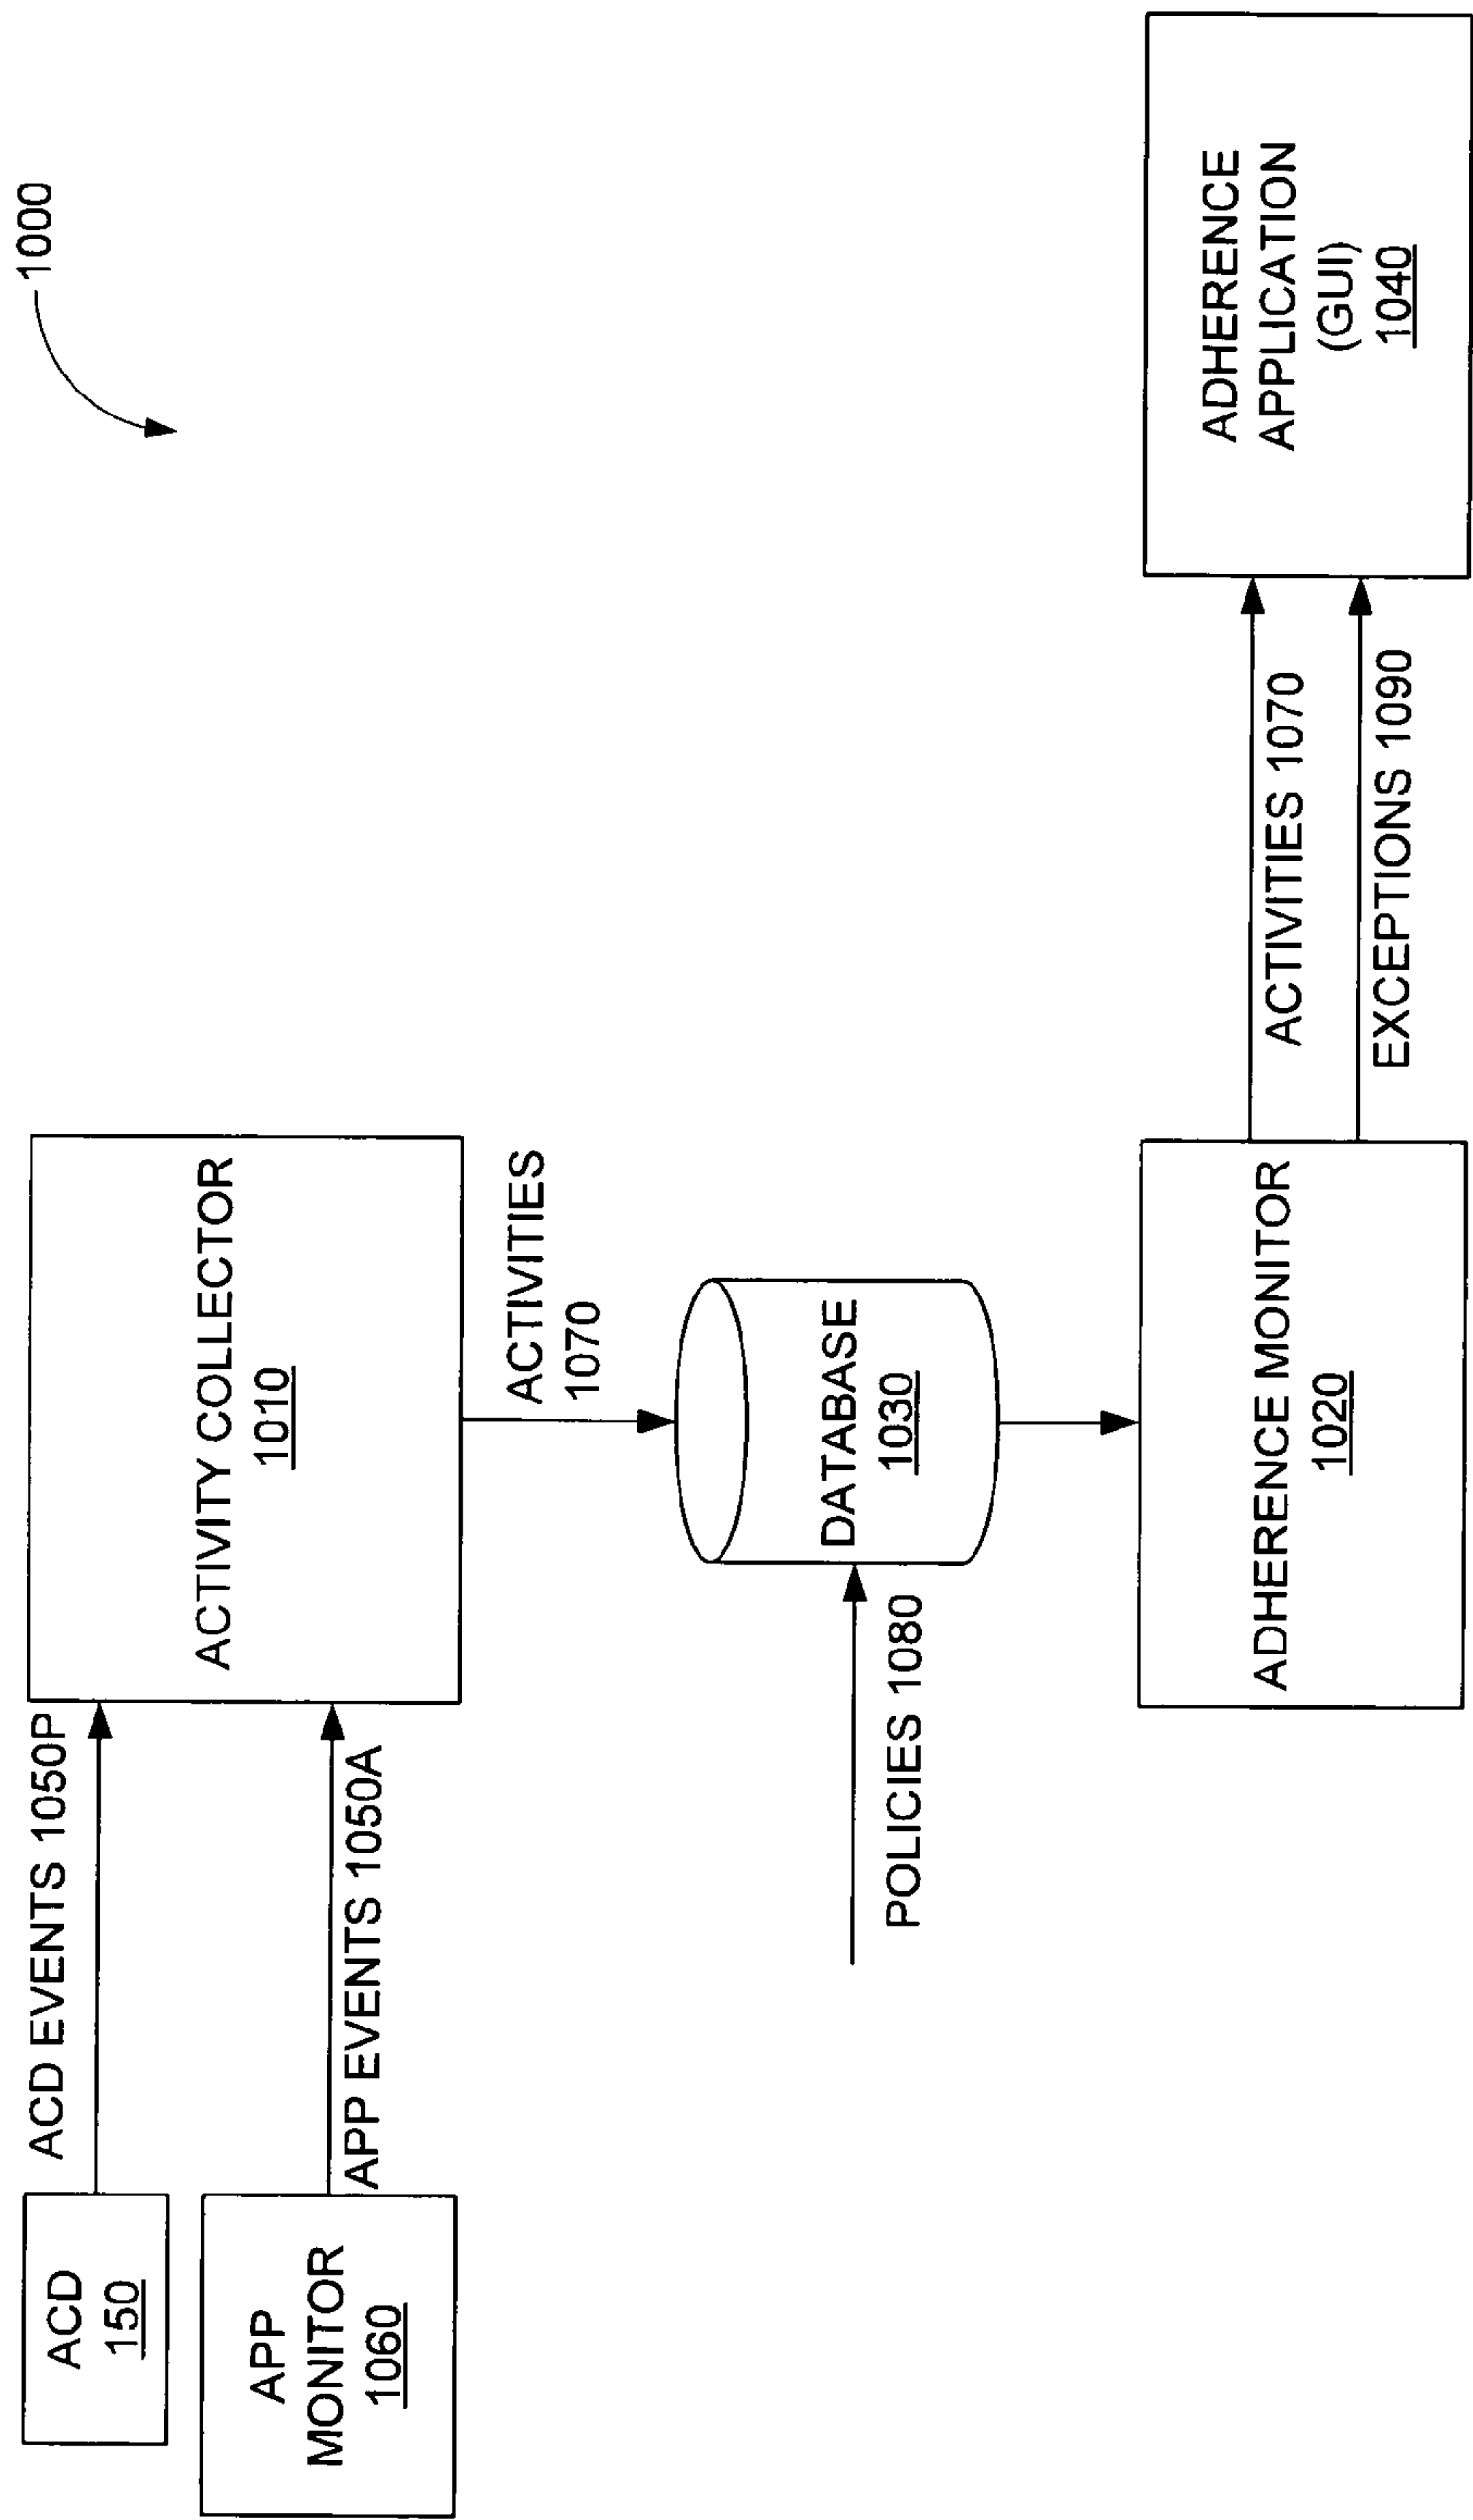 1000
ACD
150
ACD EVENTS 1050P
APP
MONITOR
1060
APP EVENTS 1050A
ACTIVITY COLLECTOR
1010
ACTIVITIES
1070
POLICIES 1080
DATABASE
1030
ADHERENCE MONITOR
1020
ACTIVITIES 1070
EXCEPTIONS 1090
ADHERENCE
APPLICATION
(GUI)
1040